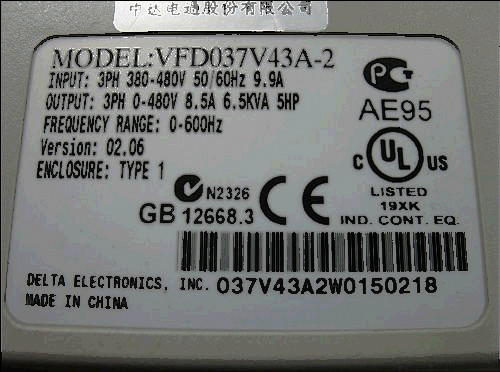 中达电通股份有限公司
MODEL:VFD037V43A-2
INPUT: 3PH 380-480V 50/60Hz 9.9A
OUTPUT: 3PH 0-480V 8.5A 6.5KVA 5HP
FREQUENCY RANGE: 0-600Hz
Version: 02.06
ENCLOSURE: TYPE 1
PC
AE95
C UL US
LISTED
19XK
IND. CONT. EQ.
N2326
GB 12668.3
CE
DELTA ELECTRONICS, INC.
MADE IN CHINA
037V43A2W0150218